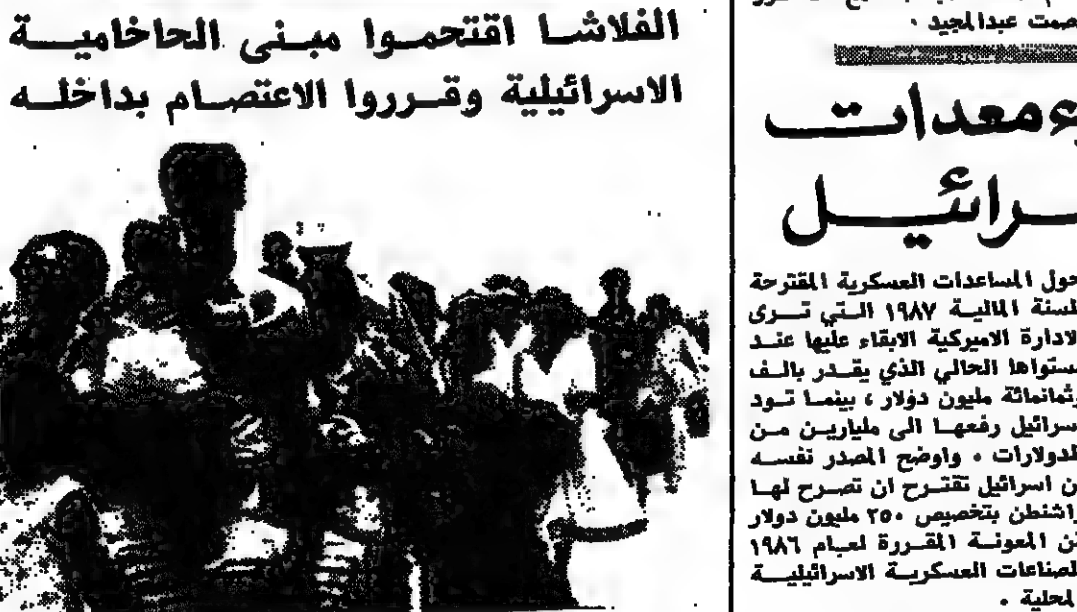 الفلاشا اقتحموا مبنى الحاخامية
الاسرائيلية وقرروا الاعتصام بداخله
صمت عبدالمجيد .
معدات
حول المساعدات العسكرية المقترحة
لسنة المالية ١٩٨٧ التي ترى
لادارة الاميركية الابقاء عليها عند
ستواها الحالي الذي يقدر بالف
وثمانمائة مليون دولار ، بينما تود
سرائيل رفعها الى مليارين من
لدولارات . واوضح المصدر نفسه
ن اسرائيل تقترح ان تصرح لها
اشنطن بتخصيص ٢٥٠ مليون دولار
ن المعونة المقررة لعام ١٩٨٦
لصناعات العسكرية الاسرائيلية
لمحلية .